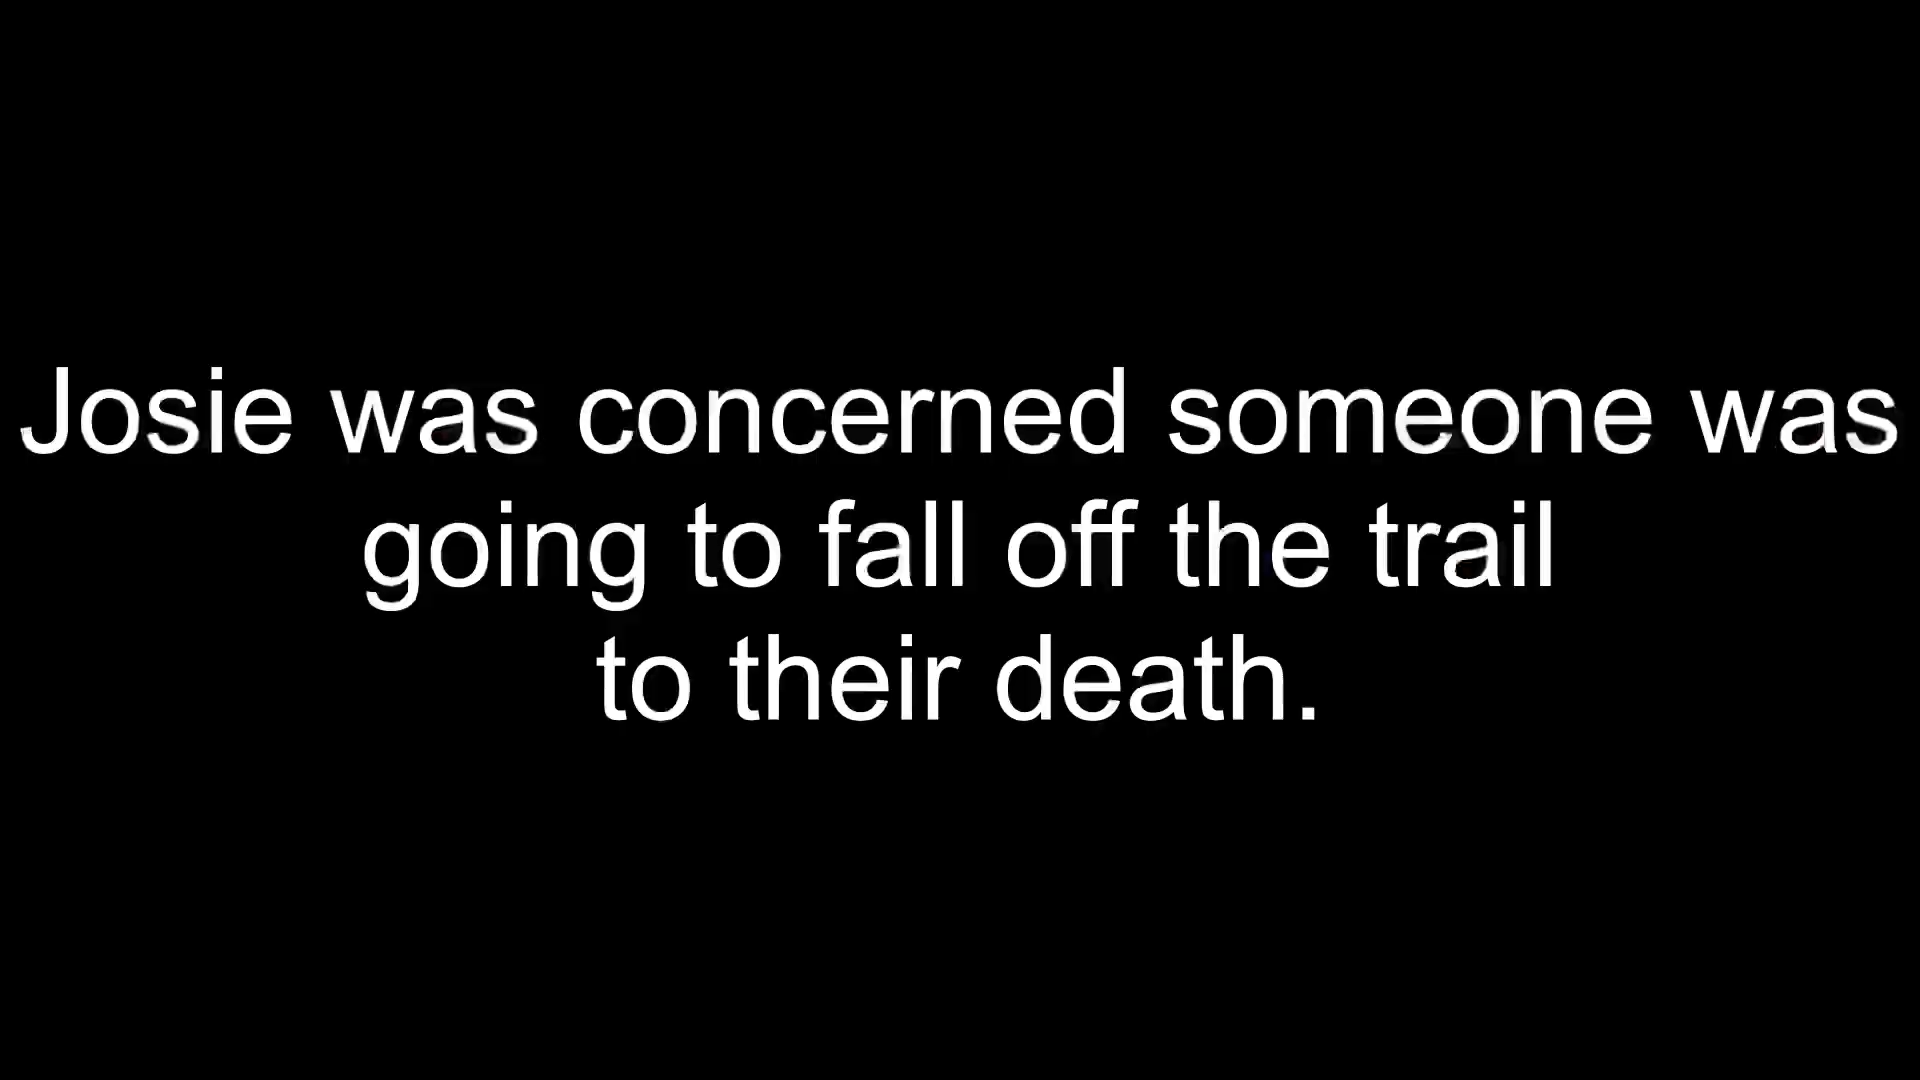 Josie was concerned someone was
going to fall off the trail
to their death.